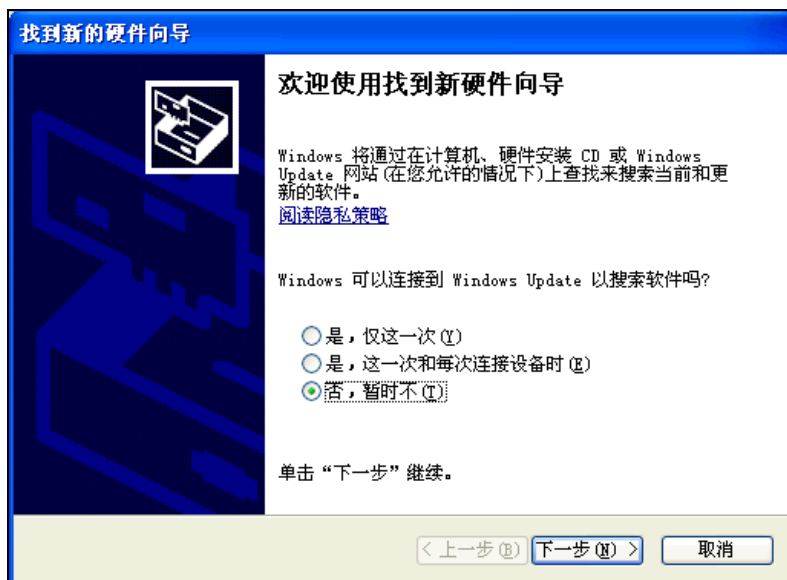 找到新的硬件向导
欢迎使用找到新硬件向导
Windows 将通过在计算机、硬件安装 CD 或 Windows
Update 网站(在您允许的情况下)上查找来搜索当前和更
新的软件。
阅读隐私策略
Windows 可以连接到 Windows Update 以搜索软件吗?
是，仅这一次(Y)
是，这一次和每次连接设备时(E)
否，暂时不(T)
单击“下一步”继续。
< 上一步(B) 下一步(N) > 取消